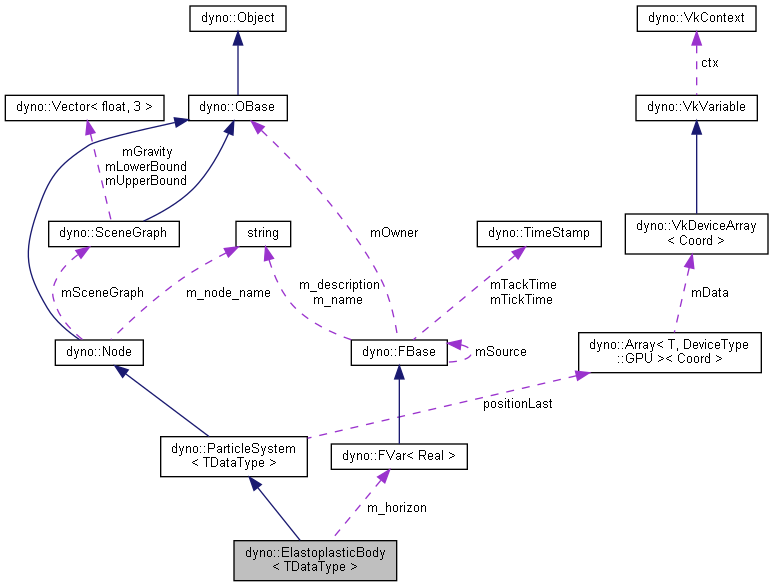 dyno::Object
dyno::VkContext
ctx
dyno::Vector< float, 3 >
dyno::OBase
dyno::VkVariable
mGravity
mLowerBound
mUpperBound
mOwner
dyno::SceneGraph
string
dyno::TimeStamp
dyno::VkDeviceArray
< Coord >
mSceneGraph
m_node_name
m_description
m_name
mTackTime
mTickTime
mData
dyno::Node
dyno::FBase
mSource
dyno::Array< T, DeviceType
::GPU >< Coord >
positionLast
dyno::ParticleSystem
< TDataType >
dyno::FVar< Real >
m_horizon
dyno::ElastoplasticBody
< TDataType >